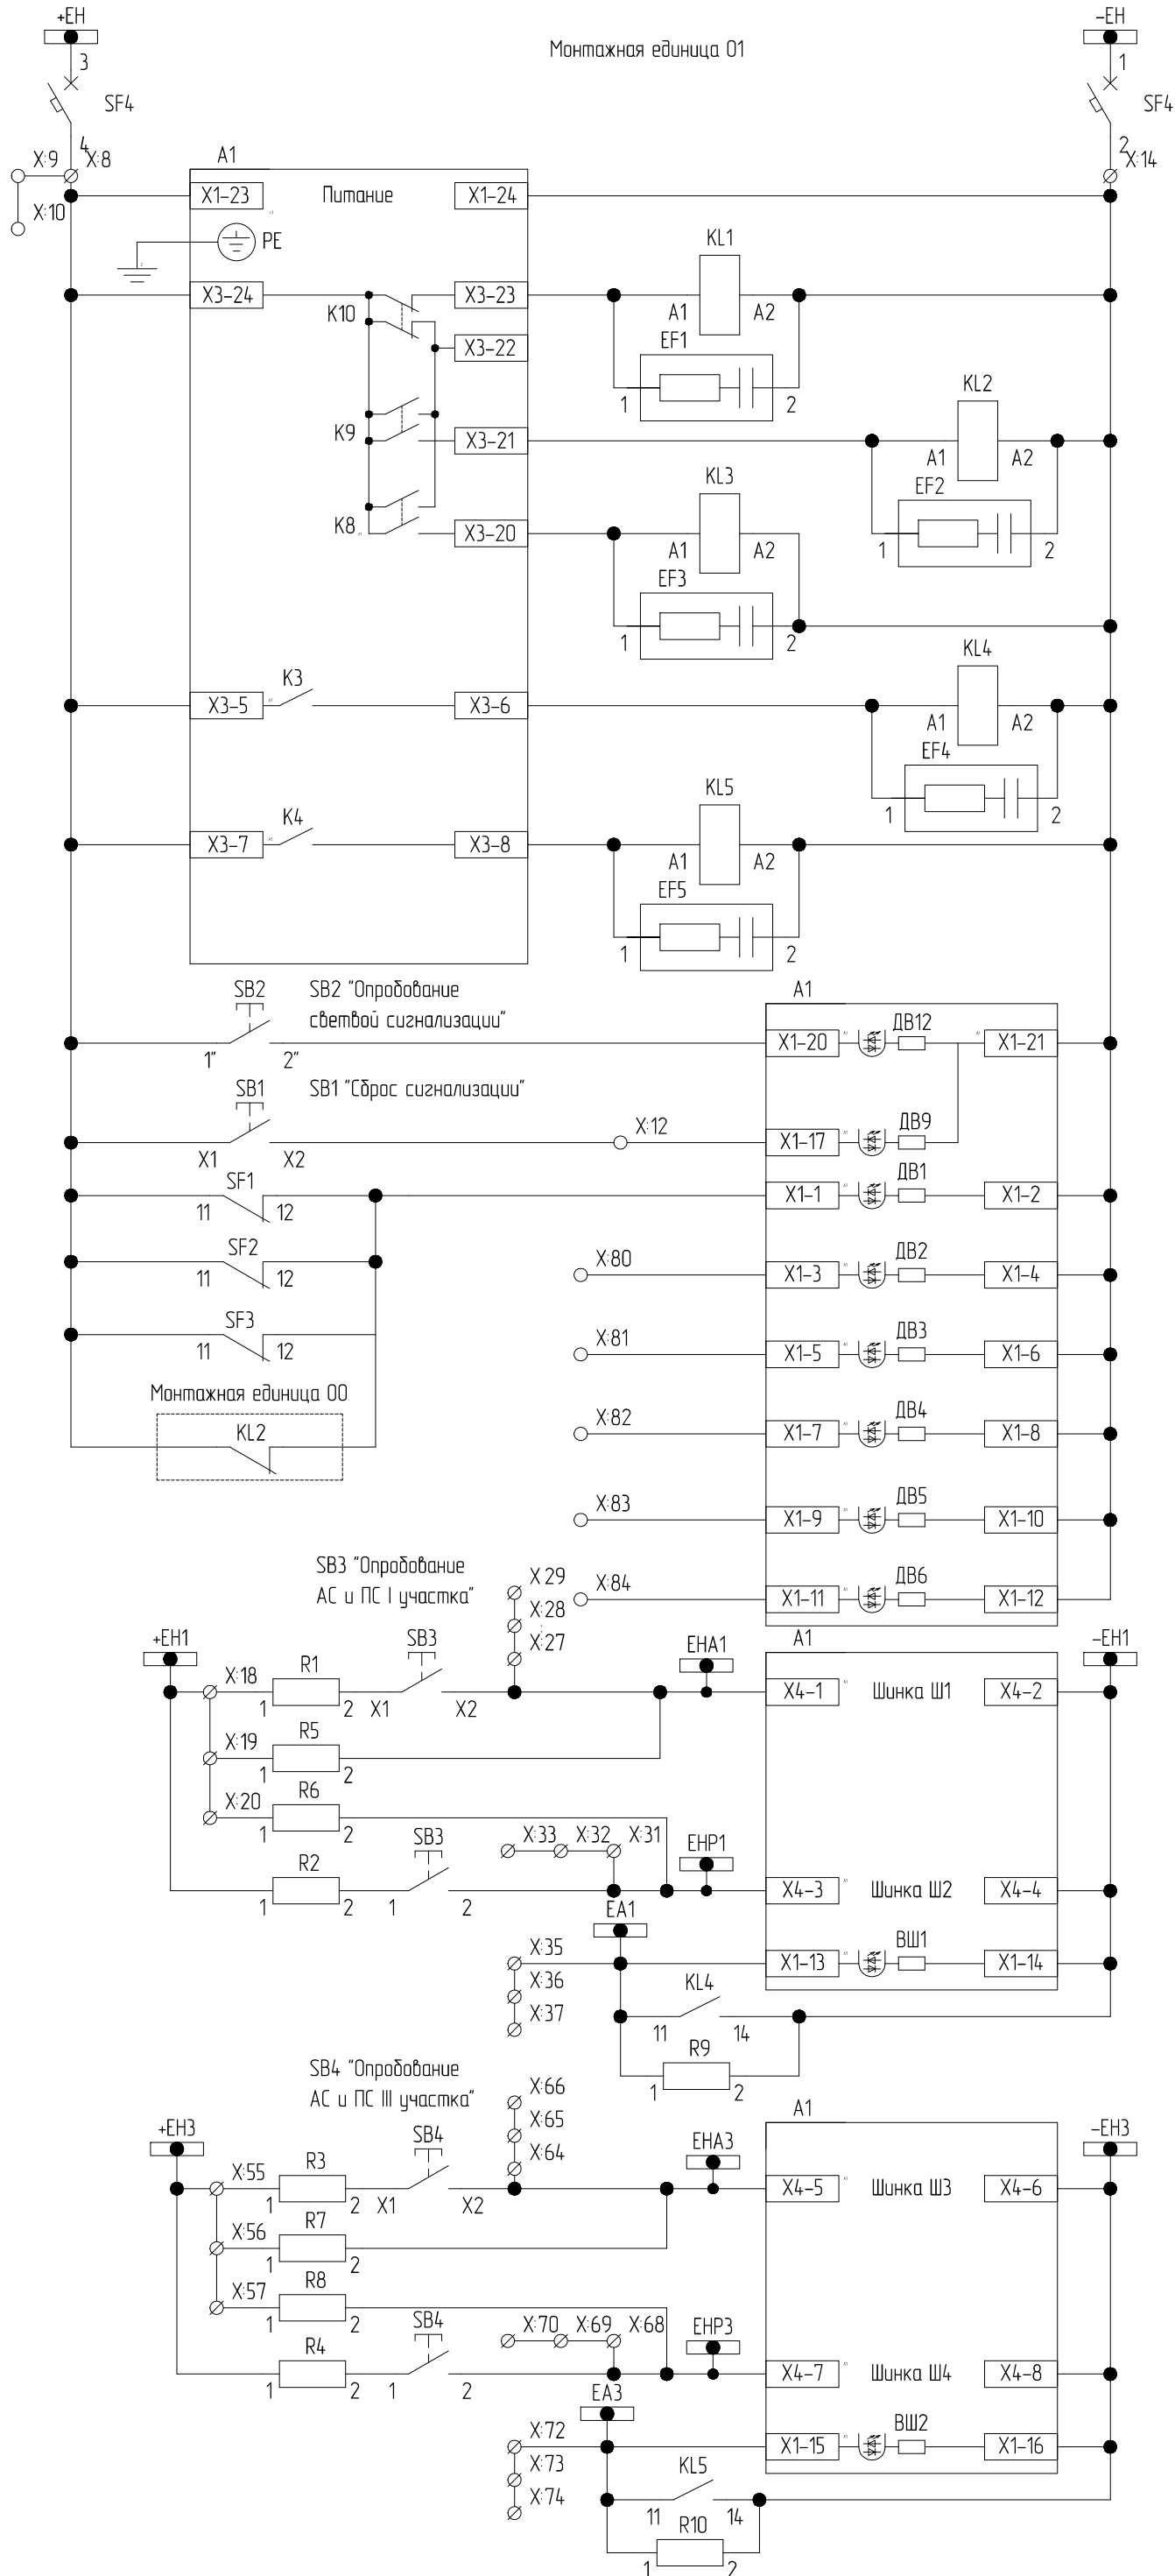 +EH
Монтажная единица 01
-EH
3
1
SF4
SF4
4
2
X:9
X:8
X:14
A1
X1-23
Питание
X1-24
X:10
PE
KL1
X3-24
X3-23
K10
A1
A2
EF1
X3-22
1
2
KL2
K9
X3-21
A1
A2
KL3
EF2
K8
X3-20
1
2
A1
A2
EF3
1
2
KL4
K3
X3-5
X3-6
A1
A2
EF4
KL5
K4
1
2
X3-7
X3-8
A1
A2
EF5
1
2
SB2
SB2 "Опробование
световой сигнализации"
A1
ДВ12
X1-20
X1-21
1"
2"
SB1
SB1 "Сброс сигнализации"
X:12
ДВ9
X1-17
X1
X2
SF1
ДВ1
X1-1
X1-2
11
12
SF2
X:80
ДВ2
X1-3
X1-4
11
12
SF3
X:81
ДВ3
X1-5
X1-6
11
12
Монтажная единица 00
KL2
X:82
ДВ4
X1-7
X1-8
X:83
ДВ5
X1-9
X1-10
SB3 "Опробование
АС и ПС I участка"
X:29
X:28
X:27
X:84
ДВ6
X1-11
X1-12
+EH1
SB3
EHA1
A1
-EH1
X:18
R1
X4-1
Шинка Ш1
X4-2
1
2
X1
X2
X:19
R5
1
2
X:20
R6
1
2
SB3
X:33
X:32
X:31
EHP1
R2
X4-3
Шинка Ш2
X4-4
1
2
1
2
EA1
X:35
ВШ1
X1-13
X1-14
X:36
KL4
X:37
11
14
R9
1
2
SB4 "Опробование
АС и ПС III участка"
X:66
X:65
X:64
A1
+EH3
SB4
EHA3
-EH3
X:55
R3
X4-5
Шинка Ш3
X4-6
1
2
X1
X2
X:56
R7
1
2
X:57
R8
1
2
SB4
X:70
X:69
X:68
EHP3
R4
X4-7
Шинка Ш4
X4-8
1
2
1
2
EA3
X:72
ВШ2
X1-15
X1-16
X:73
KL5
X:74
11
14
R10
1
2